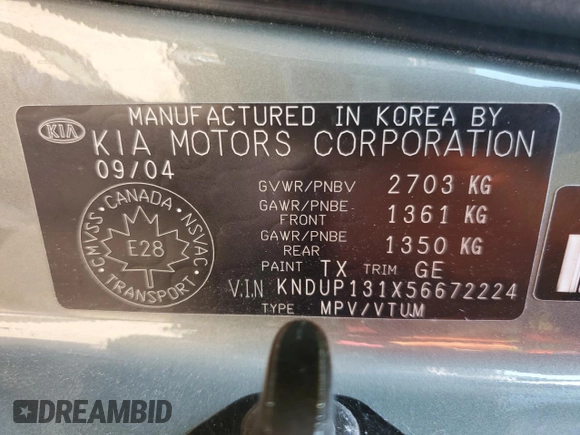 MANUFACTURED IN KOREA BY
KIA KIA MOTORS CORPORATION
09/04
GVWR/PNBV 2703 KG
GAWR/PNBE FRONT 1361 KG
GAWR/PNBE REAR 1350 KG
PAINT TX TRIM GE
V.I.N KNDUP131X56672224
TYPE MPV/VTUM
CANADA
NSVAC
TRANSPORT
CMVSS
E28
DREAMBID